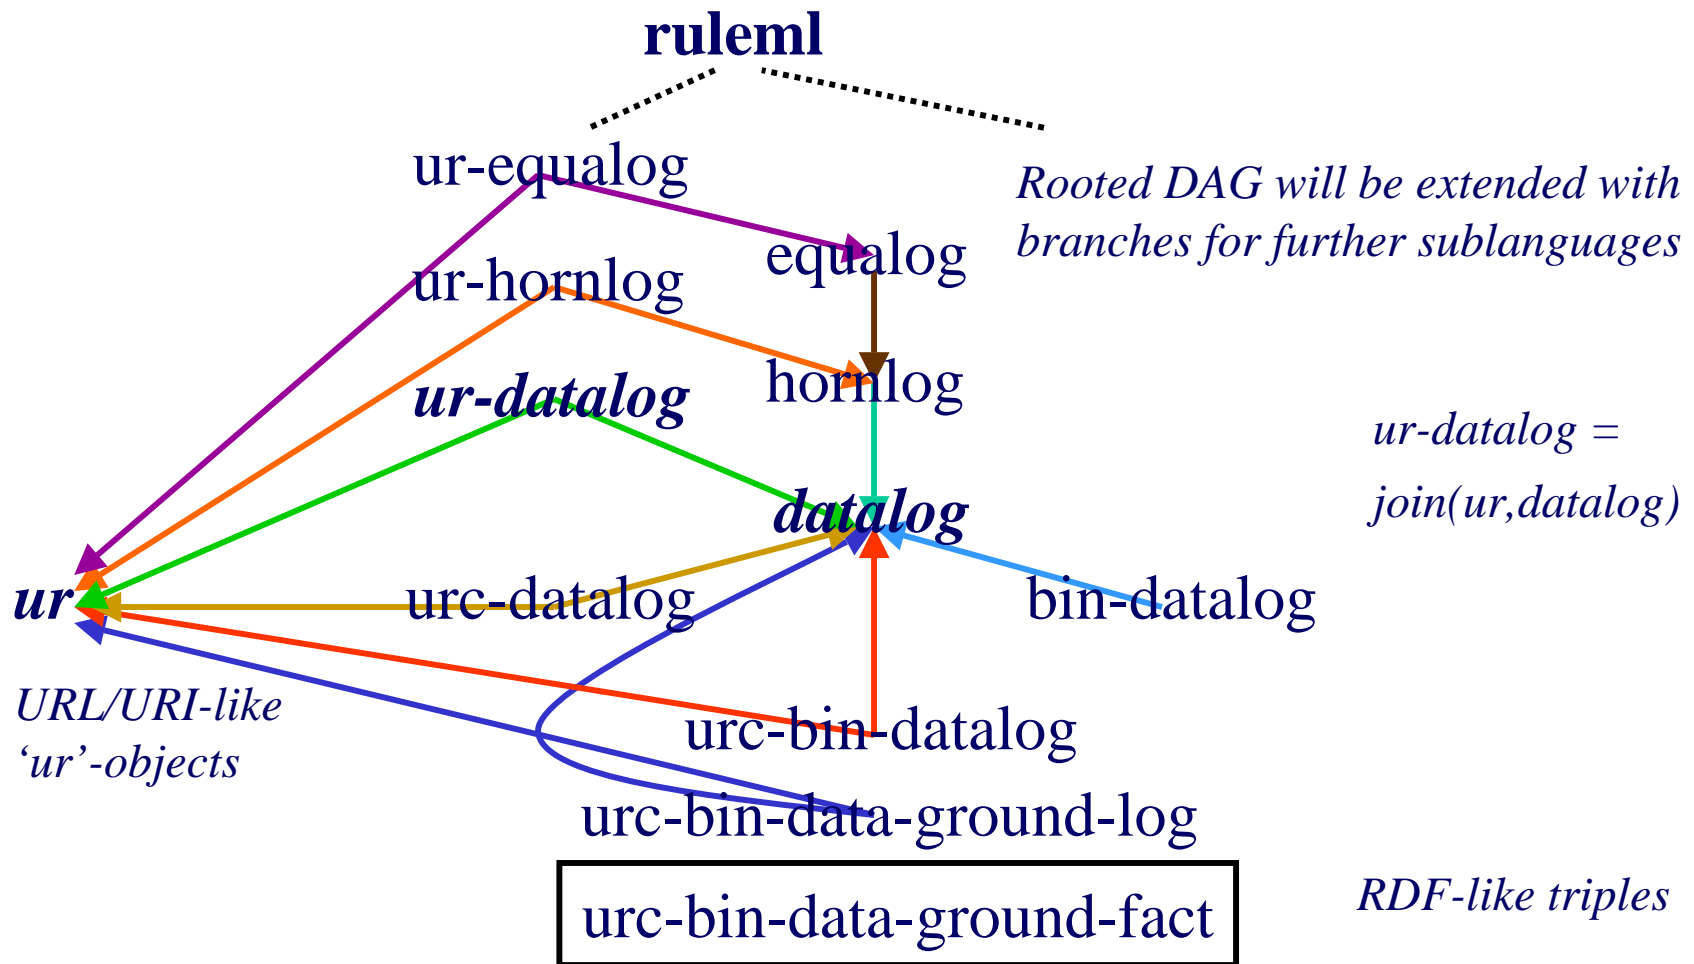 ruleml
ur-equalog
Rooted DAG will be extended with
branches for further sublanguages
equalog
ur-hornlog
hornlog
ur-datalog
ur-datalog =
join(ur,datalog)
datalog
ur
urc-datalog
bin-datalog
URL/URI-like
‘ur’-objects
urc-bin-datalog
urc-bin-data-ground-log
urc-bin-data-ground-fact
RDF-like triples